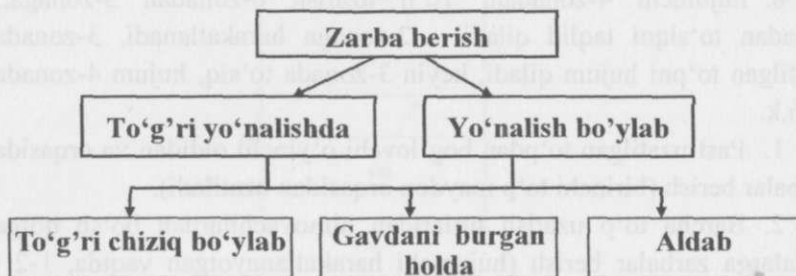 Zarba berish
To‘g‘ri yo‘nalishda
Yo‘nalish bo‘ylab
To‘g‘ri chiziq bo‘ylab
Gavdani burgan
holda
Aldab